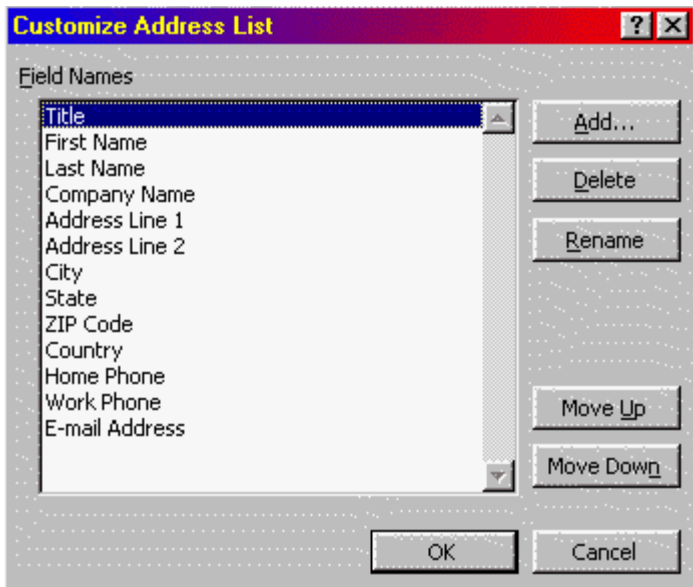 Customize Address List
Field Names
Title
First Name
Last Name
Company Name
Address Line 1
Address Line 2
City
State
ZIP Code
Country
Home Phone
Work Phone
E-mail Address
Add...
Delete
Rename
Move Up
Move Down
OK
Cancel